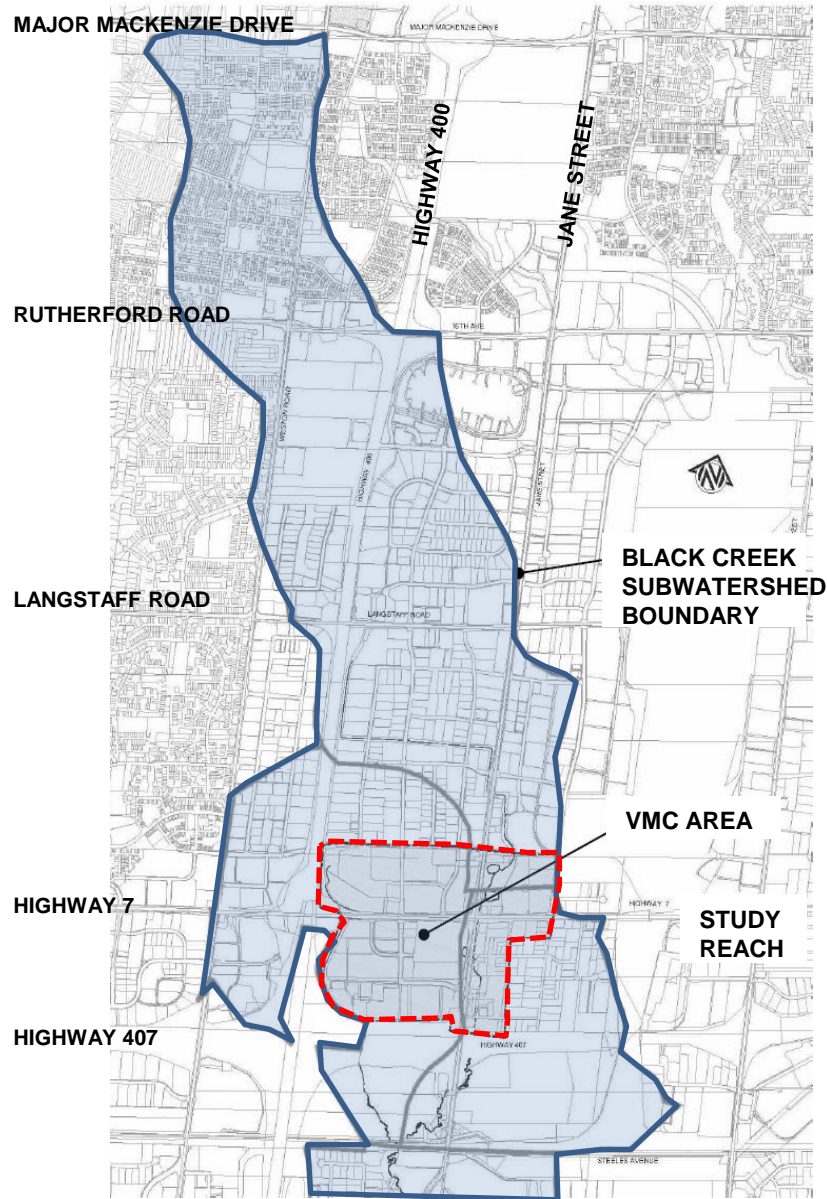 MAJOR MACKENZIE DRIVE
MAJOR MACKENZIE DRIVE
HIGHWAY 400
JANE STREET
RUTHERFORD ROAD
16TH AVE
WESTON ROAD
HIGHWAY 400
JANE STREET
BLACK CREEK
SUBWATERSHED
BOUNDARY
LANGSTAFF ROAD
LANGSTAFF ROAD
VMC AREA
HIGHWAY 7
HIGHWAY 7
STUDY
REACH
HIGHWAY 407
HIGHWAY 407
STEELES AVENUE